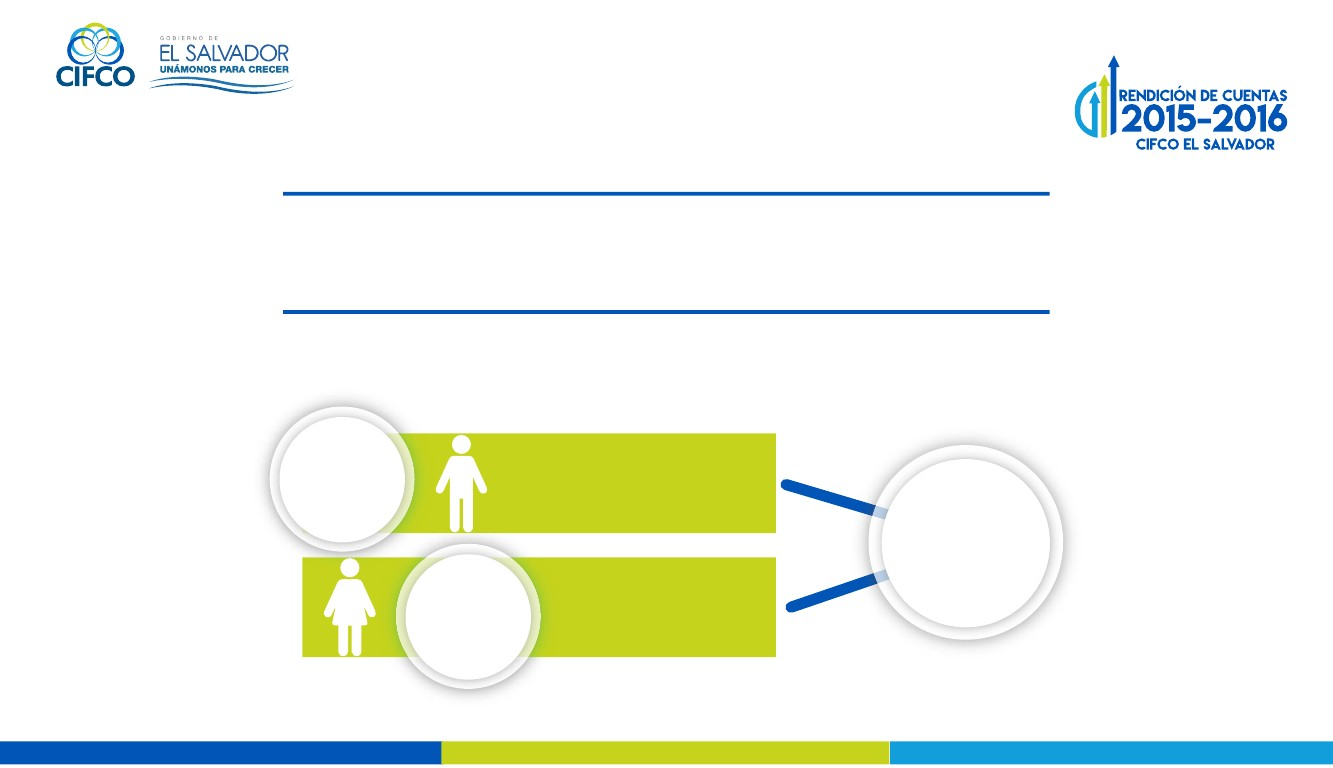 CIFCO
GOBIERNO DE
EL SALVADOR
UNÁMONOS PARA CRECER
RENDICIÓN DE CUENTAS
2015-2016
CIFCO EL SALVADOR